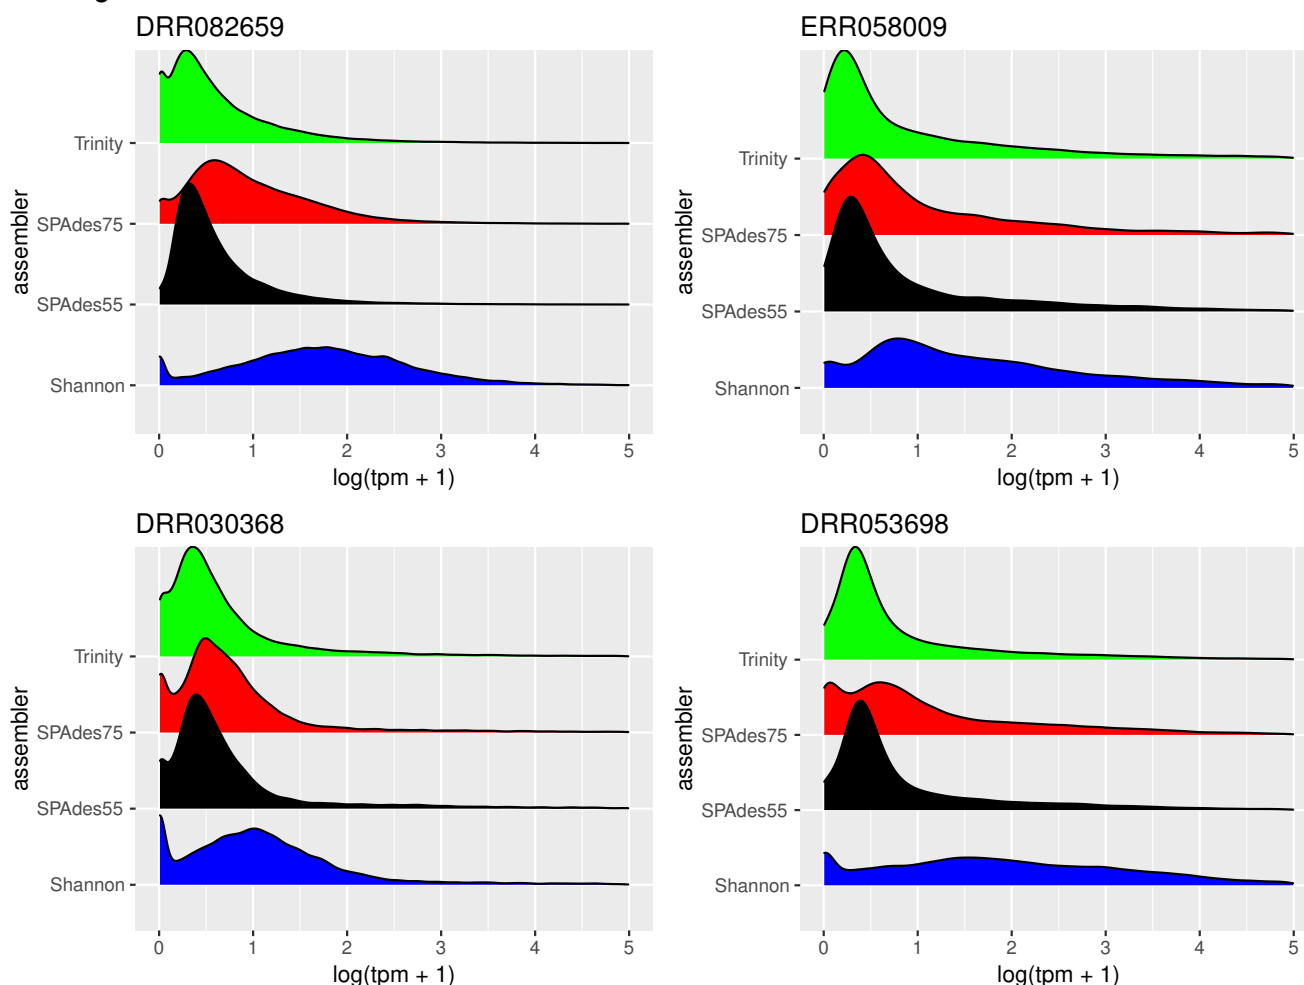 DRR082659
assembler
Trinity
SPAdes75
SPAdes55
Shannon
0 1 2 3 4 5
log(tpm + 1)
ERR058009
assembler
Trinity
SPAdes75
SPAdes55
Shannon
0 1 2 3 4 5
log(tpm + 1)
DRR030368
assembler
Trinity
SPAdes75
SPAdes55
Shannon
0 1 2 3 4 5
log(tpm + 1)
DRR053698
assembler
Trinity
SPAdes75
SPAdes55
Shannon
0 1 2 3 4 5
log(tpm + 1)